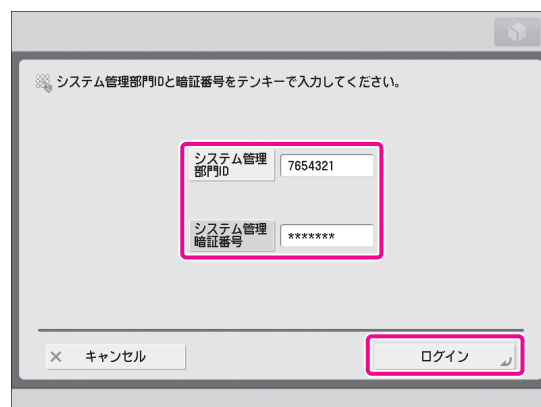 システム管理部門IDと暗証番号をテンキーで入力してください。
システム管理
部門ID
7654321
システム管理
暗証番号
*******
× キャンセル
ログイン